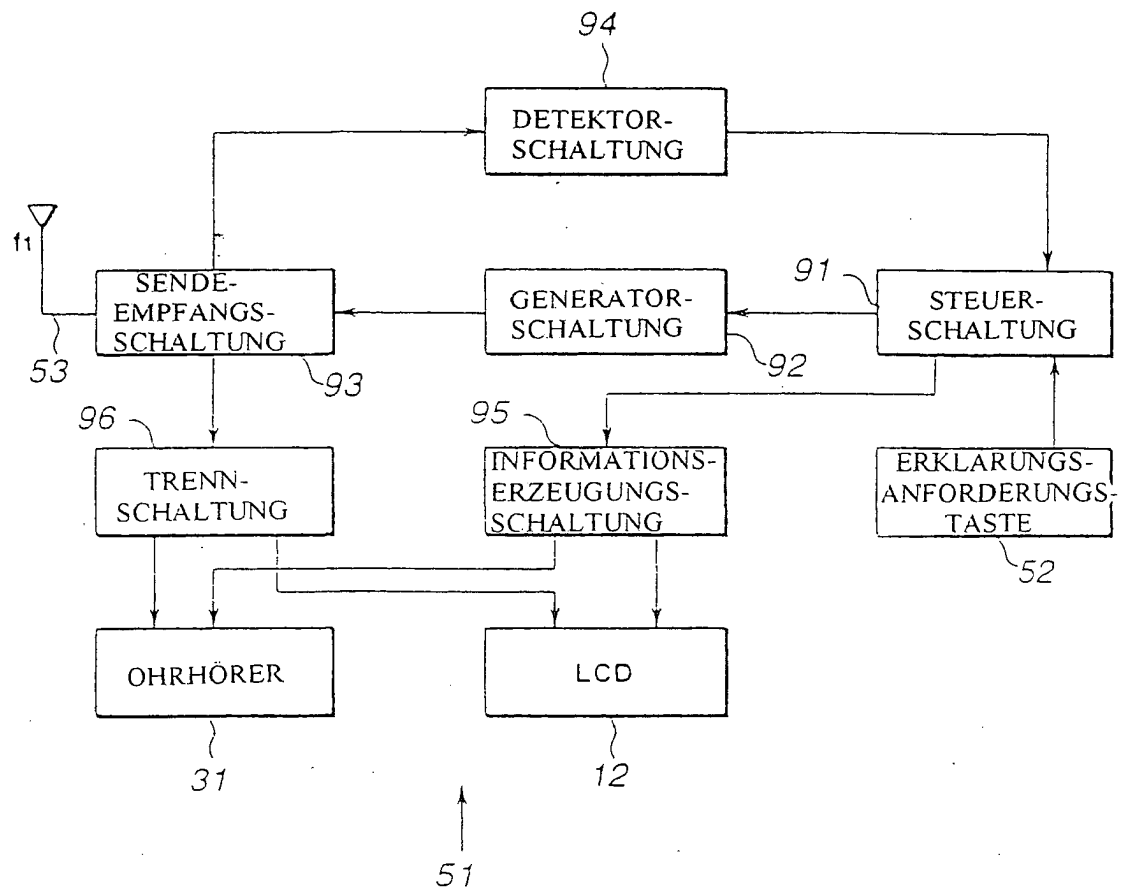 94
DETEKTOR-
SCHALTUNG
f1
SENDE-
EMPFANGS-
SCHALTUNG
53
93
GENERATOR-
SCHALTUNG
92
91
STEUER-
SCHALTUNG
96
TRENN-
SCHALTUNG
95
INFORMATIONS-
ERZEUGUNGS-
SCHALTUNG
ERKLARUNGS-
ANFORDERUNGS-
TASTE
52
OHRHÖRER
31
LCD
12
51